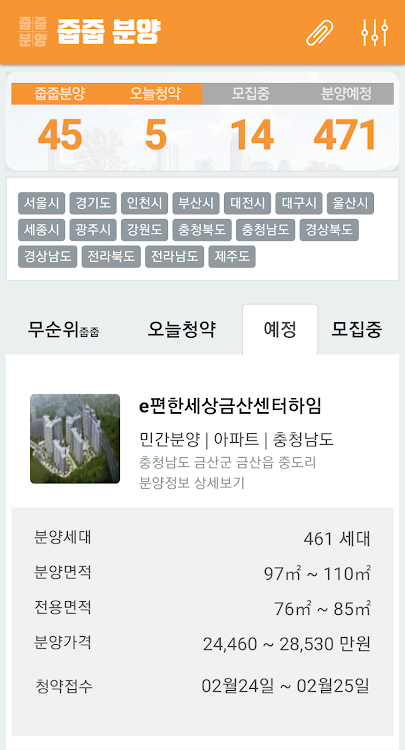 줍줍
분양
줍줍 분양
줍줍분양 오늘청약 모집중 분양예정
45 5 14 471
서울시 경기도 인천시 부산시 대전시 대구시 울산시
세종시 광주시 강원도 충청북도 충청남도 경상북도
경상남도 전라북도 전라남도 제주도
무순위줍줍 오늘청약 예정 모집중
e편한세상금산센터하임
민간분양 | 아파트 | 충청남도
충청남도 금산군 금산읍 중도리
분양정보 상세보기
분양세대 461 세대
분양면적 97㎡ ~ 110㎡
전용면적 76㎡ ~ 85㎡
분양가격 24,460 ~ 28,530 만원
청약접수 02월24일 ~ 02월25일